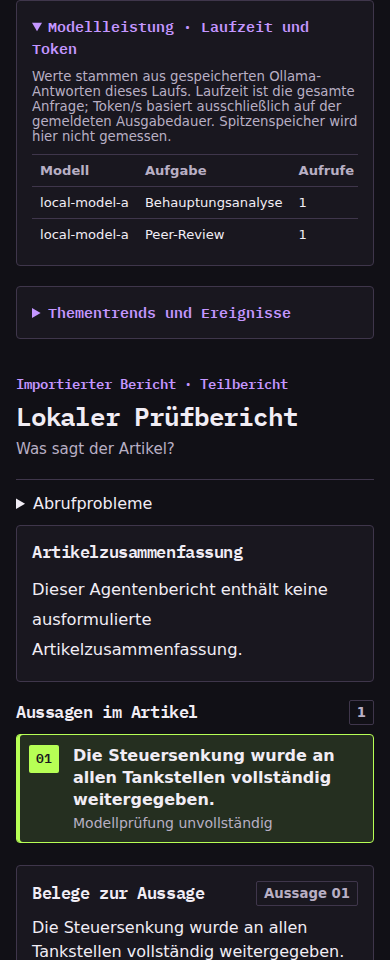 Modellleistung · Laufzeit und
Token
Werte stammen aus gespeicherten Ollama-
Antworten dieses Laufs. Laufzeit ist die gesamte
Anfrage; Token/s basiert ausschließlich auf der
gemeldeten Ausgabedauer. Spitzenspeicher wird
hier nicht gemessen.
Modell Aufgabe Aufrufe
local-model-a Behauptungsanalyse 1
local-model-a Peer-Review 1
Thementrends und Ereignisse
Importierter Bericht · Teilbericht
Lokaler Prüfbericht
Was sagt der Artikel?
Abrufprobleme
Artikelzusammenfassung
Dieser Agentenbericht enthält keine
ausformulierte
Artikelzusammenfassung.
Aussagen im Artikel 1
01 Die Steuersenkung wurde an
allen Tankstellen vollständig
weitergegeben.
Modellprüfung unvollständig
Belege zur Aussage Aussage 01
Die Steuersenkung wurde an allen
Tankstellen vollständig weitergegeben.